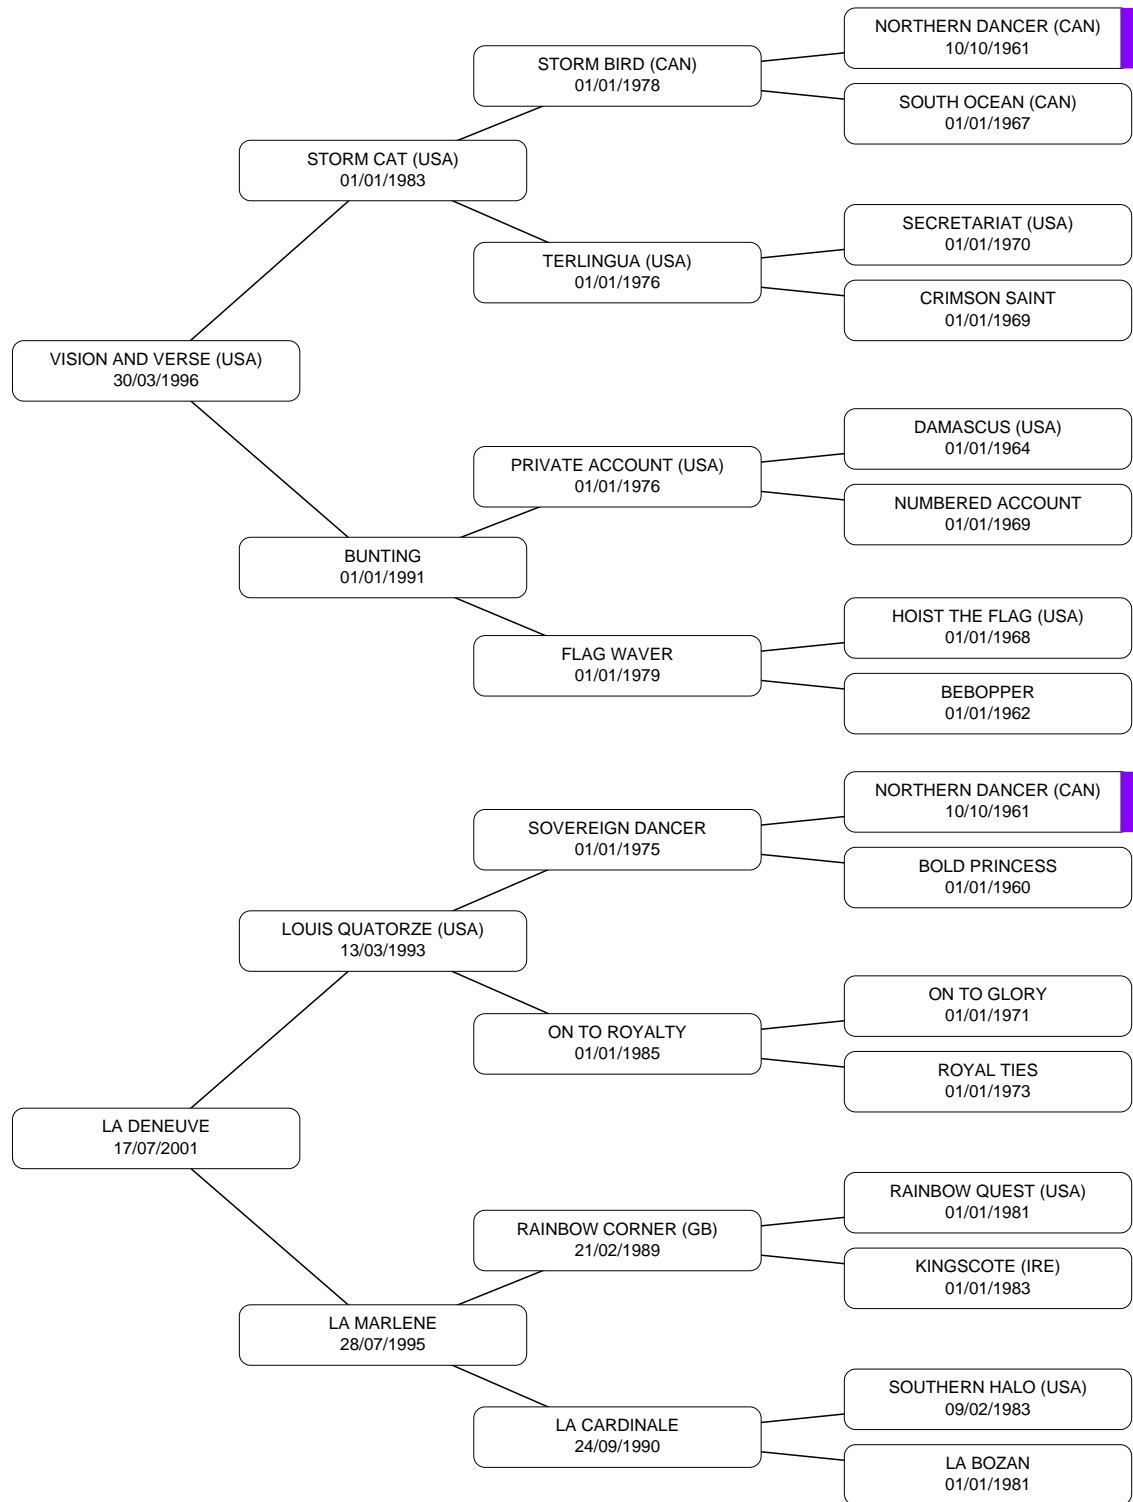 NORTHERN DANCER (CAN)
10/10/1961
STORM BIRD (CAN)
01/01/1978
SOUTH OCEAN (CAN)
01/01/1967
STORM CAT (USA)
01/01/1983
SECRETARIAT (USA)
01/01/1970
TERLINGUA (USA)
01/01/1976
CRIMSON SAINT
01/01/1969
VISION AND VERSE (USA)
30/03/1996
DAMASCUS (USA)
01/01/1964
PRIVATE ACCOUNT (USA)
01/01/1976
NUMBERED ACCOUNT
01/01/1969
BUNTING
01/01/1991
HOIST THE FLAG (USA)
01/01/1968
FLAG WAVER
01/01/1979
BEBOPPER
01/01/1962
NORTHERN DANCER (CAN)
10/10/1961
SOVEREIGN DANCER
01/01/1975
BOLD PRINCESS
01/01/1960
LOUIS QUATORZE (USA)
13/03/1993
ON TO GLORY
01/01/1971
ON TO ROYALTY
01/01/1985
ROYAL TIES
01/01/1973
LA DENEUVE
17/07/2001
RAINBOW QUEST (USA)
01/01/1981
RAINBOW CORNER (GB)
21/02/1989
KINGSCOTE (IRE)
01/01/1983
LA MARLENE
28/07/1995
SOUTHERN HALO (USA)
09/02/1983
LA CARDINALE
24/09/1990
LA BOZAN
01/01/1981